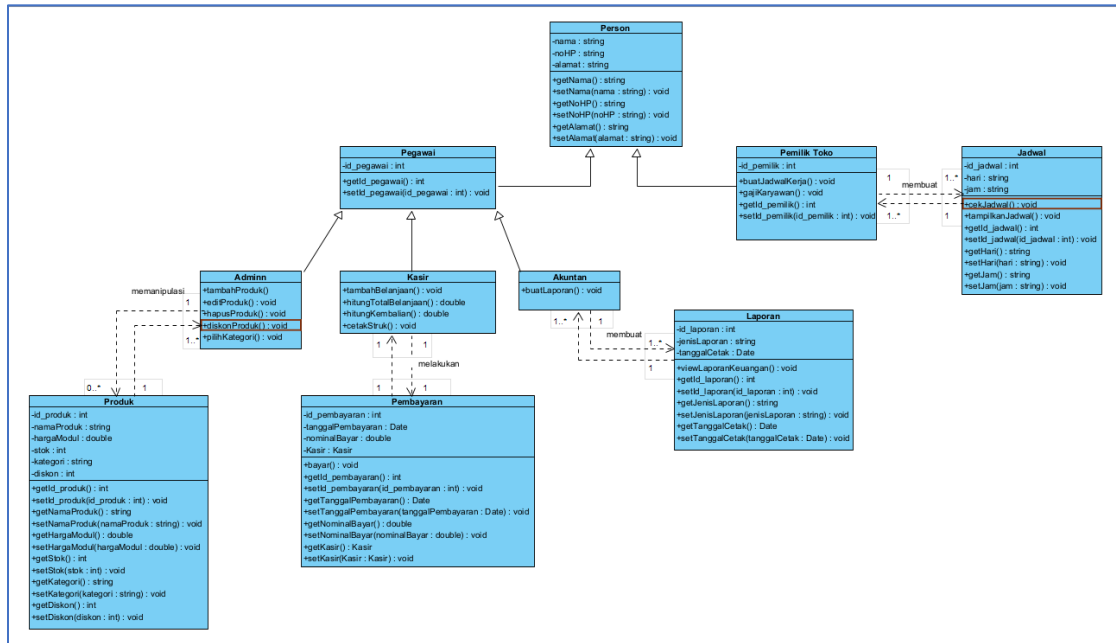 Person
-nama : string
-noHP : string
-alamat : string
+getNama() : string
+setNama(nama : string) : void
+getNoHP() : string
+setNoHP(noHP : string) : void
+getAlamat() : string
+setAlamat(alamat : string) : void
Pegawai
-id_pegawai : int
+getId_pegawai() : int
+setId_pegawai(id_pegawai : int) : void
Pemilik Toko
-id_pemilik : int
+buatJadwalKerja() : void
+gajiKaryawan() : void
+getId_pemilik() : int
+setId_pemilik(id_pemilik : int) : void
1
1..*
membuat
1..*
1
Jadwal
-id_jadwal : int
-hari : string
-jam : string
+cekJadwal() : void
+tampilkanJadwal() : void
+getId_jadwal() : int
+setId_jadwal(id_jadwal : int) : void
+getHari() : string
+setHari(hari : string) : void
+getJam() : string
+setJam(jam : string) : void
Adminn
+tambahProduk()
+editProduk() : void
+hapusProduk() : void
+diskonProduk() : void
+pilihKategori() : void
memanipulasi
1
1..*
0..*
1
Kasir
+tambahBelanjaan() : void
+hitungTotalBelanjaan() : double
+hitungKembalian() : double
+cetakStruk() : void
1
1
melakukan
1
1
Akuntan
+buatLaporan() : void
1..*
1
membuat
1..*
1
Laporan
-id_laporan : int
-jenisLaporan : string
-tanggalCetak : Date
+viewLaporanKeuangan() : void
+getId_laporan() : int
+setId_laporan(id_laporan : int) : void
+getJenisLaporan() : string
+setJenisLaporan(jenisLaporan : string) : void
+getTanggalCetak() : Date
+setTanggalCetak(tanggalCetak : Date) : void
Produk
-id_produk : int
-namaProduk : string
-hargaModul : double
-stok : int
-kategori : string
-diskon : int
+getId_produk() : int
+setId_produk(id_produk : int) : void
+getNamaProduk() : string
+setNamaProduk(namaProduk : string) : void
+getHargaModul() : double
+setHargaModul(hargaModul : double) : void
+getStok() : int
+setStok(stok : int) : void
+getKategori() : string
+setKategori(kategori : string) : void
+getDiskon() : int
+setDiskon(diskon : int) : void
Pembayaran
-id_pembayaran : int
-tanggalPembayaran : Date
-nominalBayar : double
-Kasir : Kasir
+bayar() : void
+getId_pembayaran() : int
+setId_pembayaran(id_pembayaran : int) : void
+getTanggalPembayaran() : Date
+setTanggalPembayaran(tanggalPembayaran : Date) : void
+getNominalBayar() : double
+setNominalBayar(nominalBayar : double) : void
+getKasir() : Kasir
+setKasir(Kasir : Kasir) : void